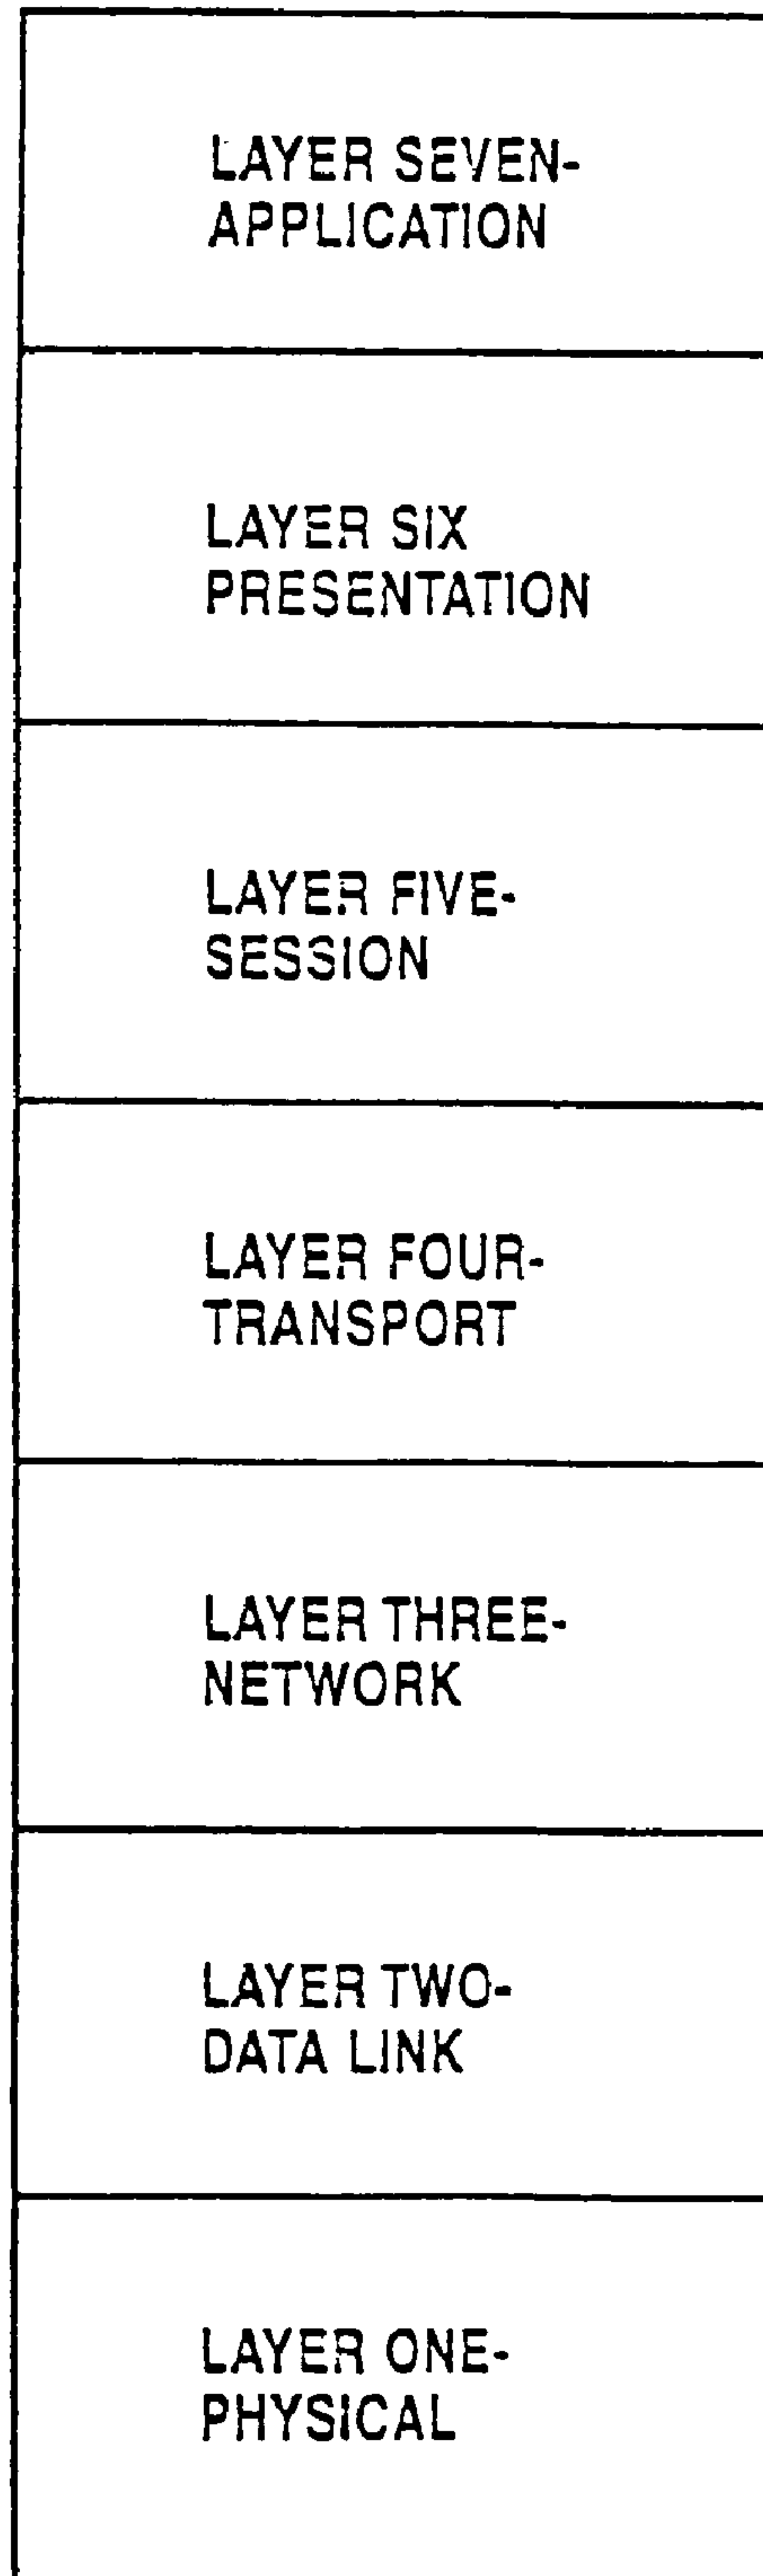 LAYER SEVEN-
APPLICATION
LAYER SIX
PRESENTATION
LAYER FIVE-
SESSION
LAYER FOUR-
TRANSPORT
LAYER THREE-
NETWORK
LAYER TWO-
DATA LINK
LAYER ONE-
PHYSICAL